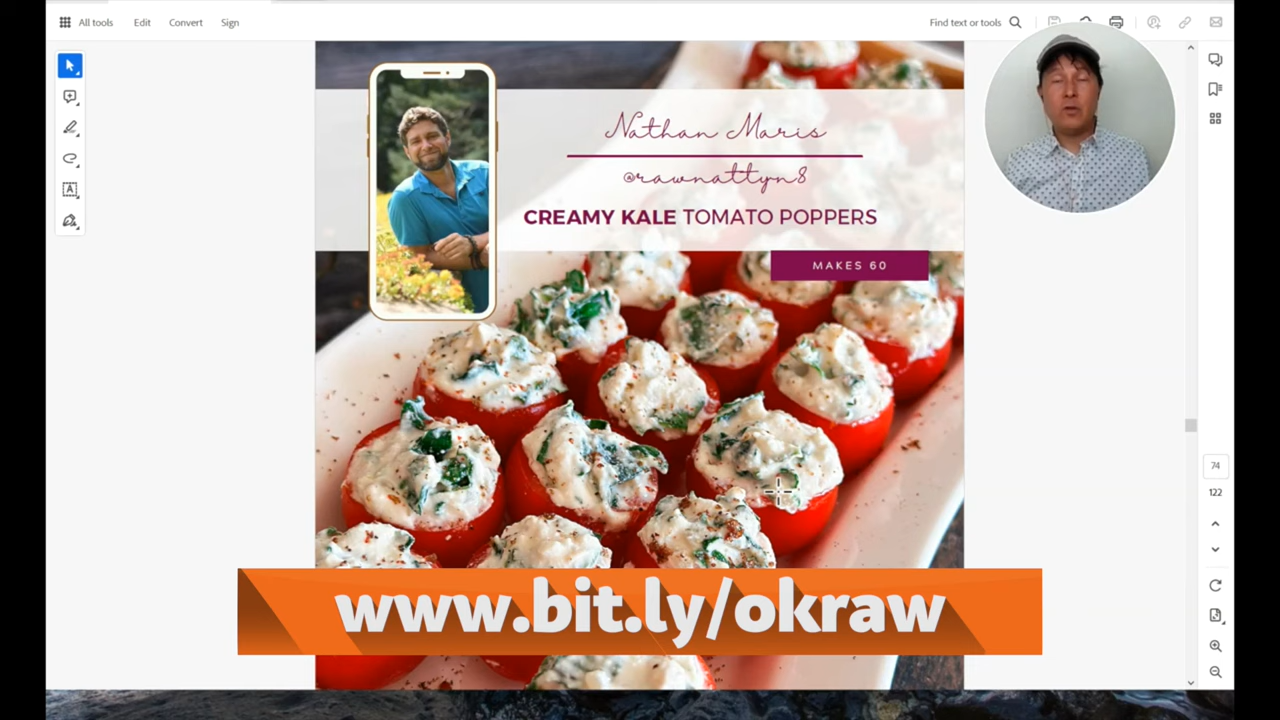 All tools Edit Convert Sign Find text or tools
Nathan Maris
@rawnattyn8
CREAMY KALE TOMATO POPPERS
MAKES 60
74
122
www.bit.ly/okraw